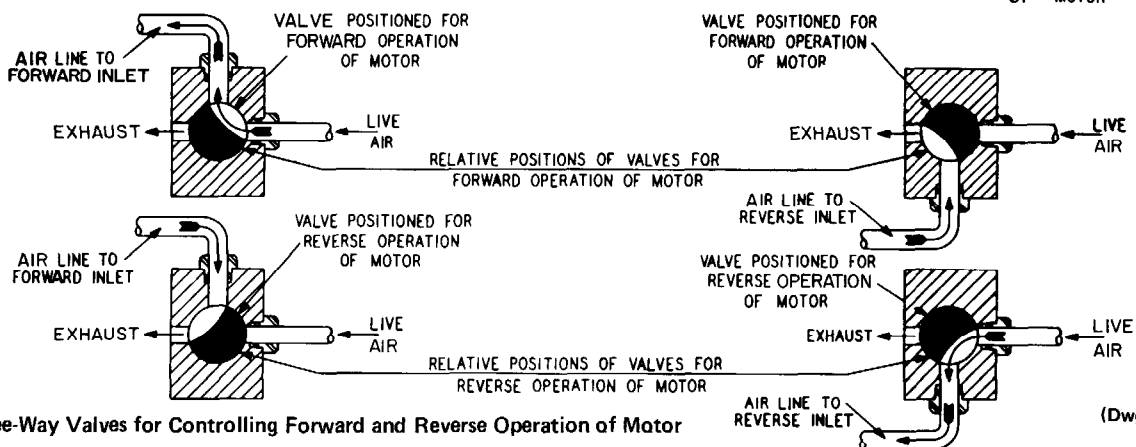 OF MOTOR
VALVE POSITIONED FOR
FORWARD OPERATION
OF MOTOR
AIR LINE TO
FORWARD INLET
EXHAUST
LIVE
AIR
VALVE POSITIONED FOR
FORWARD OPERATION
OF MOTOR
EXHAUST
LIVE
AIR
RELATIVE POSITIONS OF VALVES FOR
FORWARD OPERATION OF MOTOR
AIR LINE TO
REVERSE INLET
VALVE POSITIONED FOR
REVERSE OPERATION
OF MOTOR
AIR LINE TO
FORWARD INLET
EXHAUST
LIVE
AIR
VALVE POSITIONED FOR
REVERSE OPERATION
OF MOTOR
EXHAUST
LIVE
AIR
RELATIVE POSITIONS OF VALVES FOR
REVERSE OPERATION OF MOTOR
AIR LINE TO
REVERSE INLET
Valves for Controlling Forward and Reverse Operation of Motor